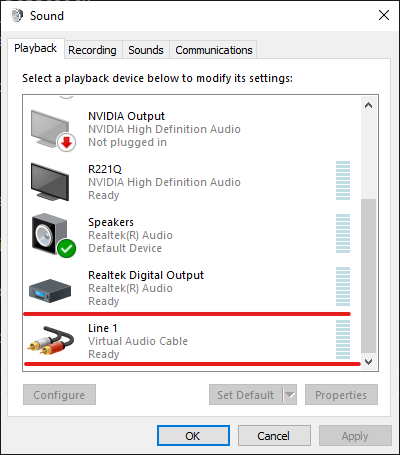 Sound
Playback Recording Sounds Communications
Select a playback device below to modify its settings:
NVIDIA Output
NVIDIA High Definition Audio
Not plugged in
R221Q
NVIDIA High Definition Audio
Ready
Speakers
Realtek(R) Audio
Default Device
Realtek Digital Output
Realtek(R) Audio
Ready
Line 1
Virtual Audio Cable
Ready
Configure Set Default Properties
OK Cancel Apply